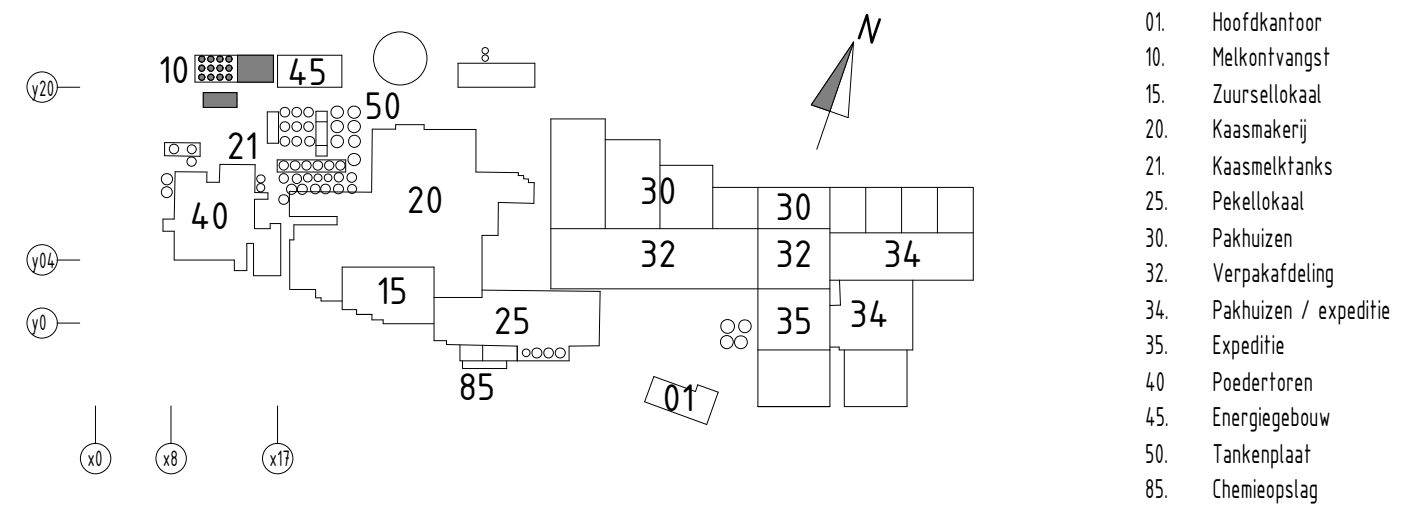 N
01. Hoofdkantoor
10. Melkontvangst
15. Zuursellokaal
20. Kaasmakerij
21. Kaasmelktanks
25. Pekellokaal
30. Pakhuizen
32. Verpakafdeling
34. Pakhuizen / expeditie
35. Expeditie
40 Poedertoren
45. Energiegebouw
50. Tankenplaat
85. Chemieopslag
10
45
50
y20
21
30
30
40
20
y04
32
32
34
15
y0
25
35
34
85
01
x0
x8
x17